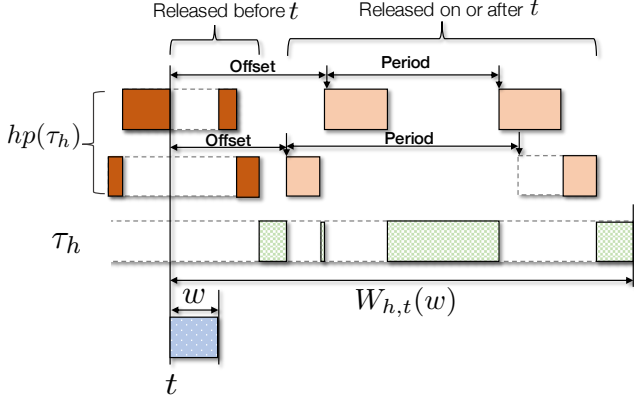 Released before t
Released on or after t
Offset
Period
hp(τh)
Offset
Period
τh
w
Wh,t(w)
t